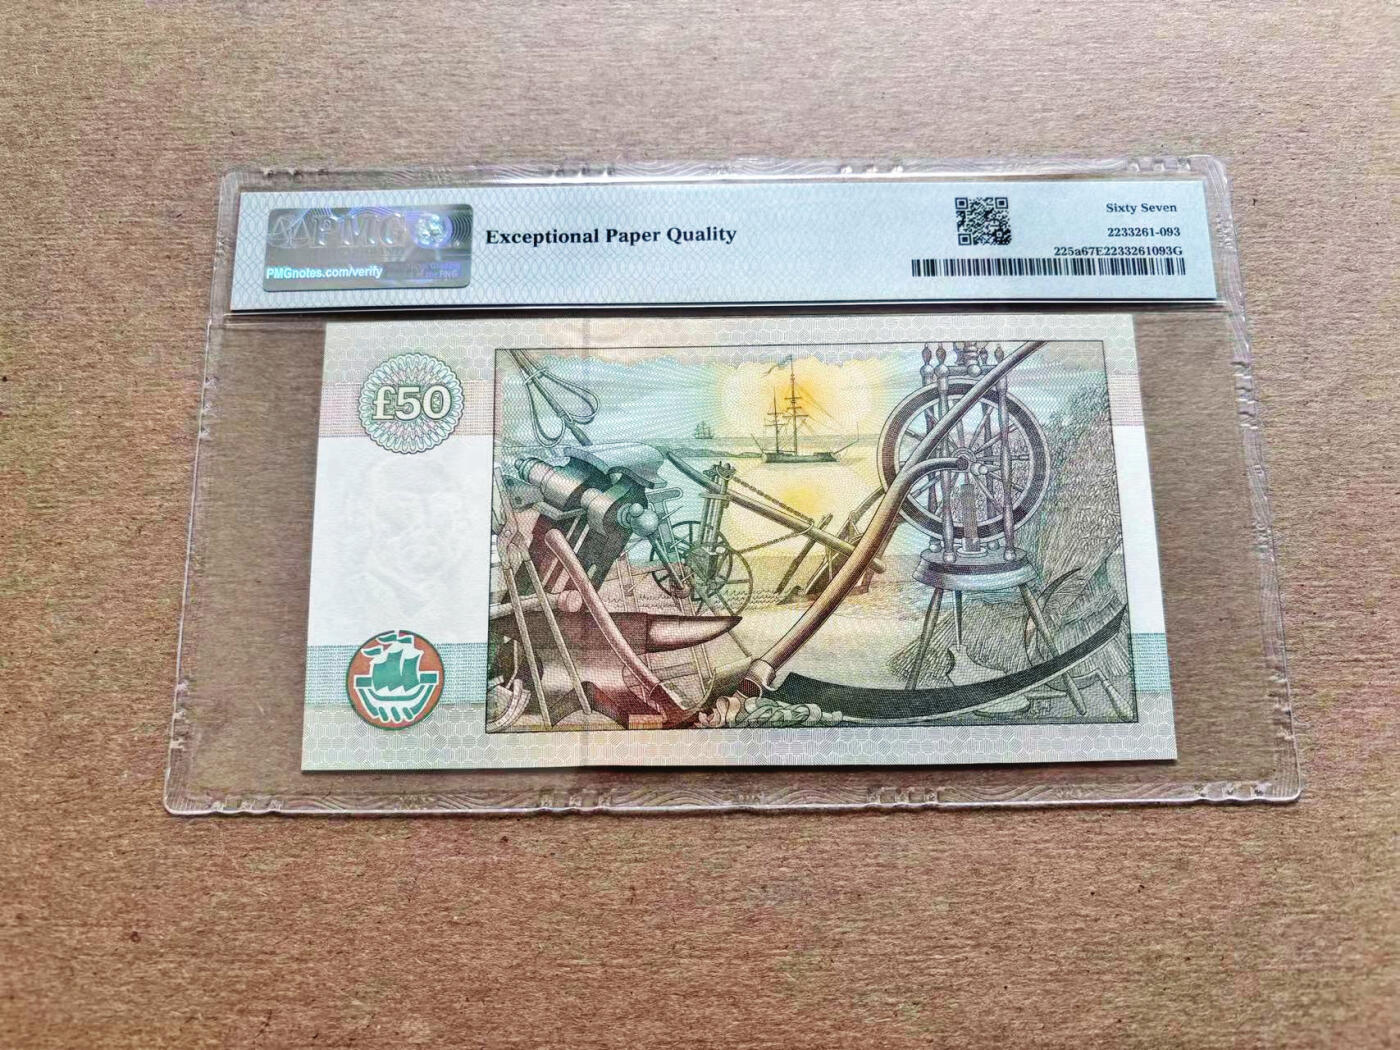 PMG
PMGnotes.com/verify
Exceptional Paper Quality
Sixty Seven
2233261-093
225a67E2233261093G
£50